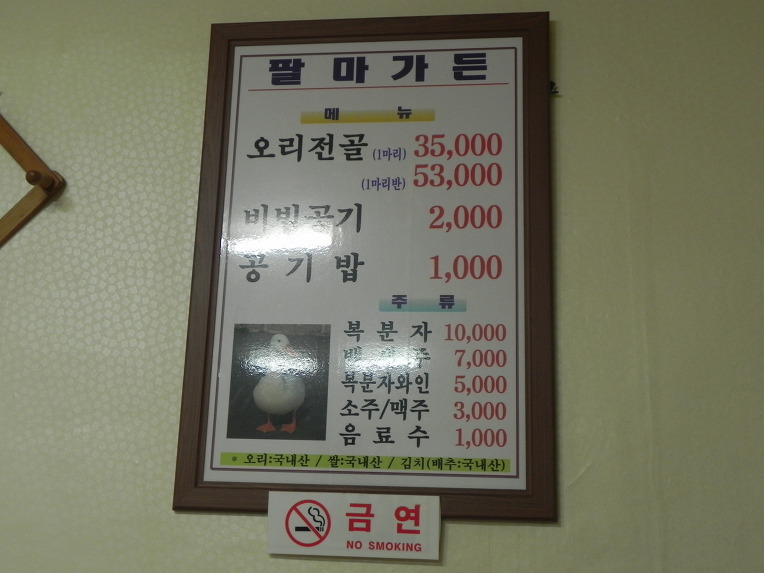 팔마가든
메뉴
오리전골 (1마리) 35,000
(1마리반) 53,000
비빔공기 2,000
공기밥 1,000
주류
복분자 10,000
7,000
복분자와인 5,000
소주/맥주 3,000
음료수 1,000
* 오리:국내산 / 쌀:국내산 / 김치(배추:국내산)
금연
NO SMOKING